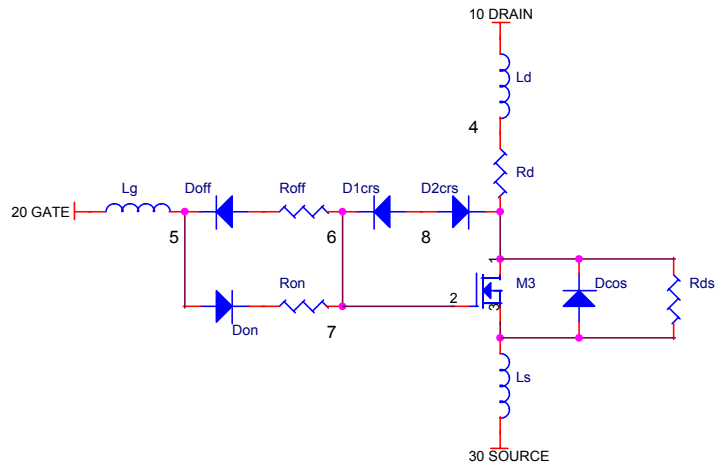 10 DRAIN
Ld
4
Rd
Lg
Doff
Roff
D1crs
D2crs
20 GATE
5
6
8
1
M3
Dcos
Rds
Ron
2
3
Don
7
Ls
30 SOURCE